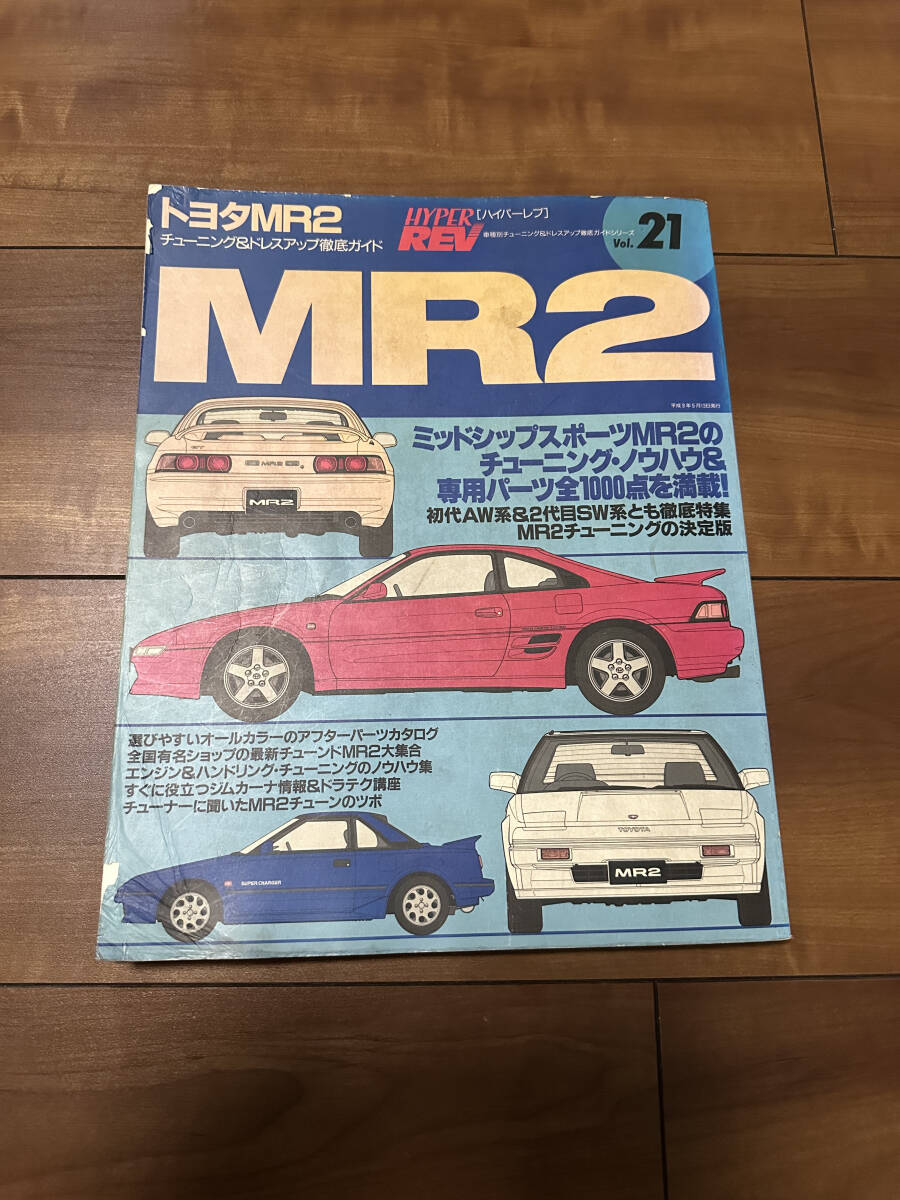 トヨタMR2
チューニング&ドレスアップ徹底ガイド
HYPER REV
[ハイパーレブ]
車種別チューニング&ドレスアップ徹底ガイドシリーズ
Vol. 21
MR2
平成9年5月13日発行
ミッドシップスポーツMR2の
チューニング・ノウハウ&
専用パーツ全1000点を満載!
初代AW系&2代目SW系とも徹底特集
MR2チューニングの決定版
MR2
MR2
選びやすいオールカラーのアフターパーツカタログ
全国有名ショップの最新チューンドMR2大集合
エンジン&ハンドリング・チューニングのノウハウ集
すぐに役立つジムカーナ情報&ドラテク講座
チューナーに聞いたMR2チューンのツボ
SUPER CHARGER
TOYOTA
MR2